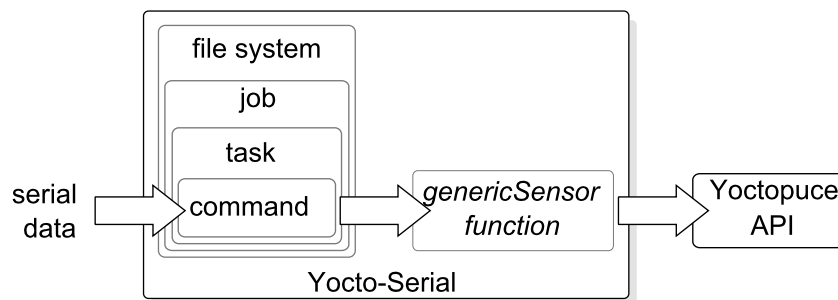 file system
job
task
command
serial
data
genericSensor
function
Yoctopuce
API
Yocto-Serial